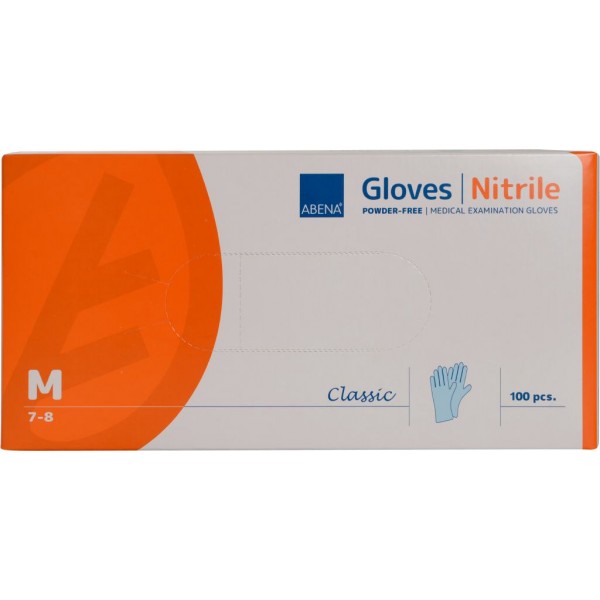 ABENA®
Gloves | Nitrile
POWDER-FREE | MEDICAL EXAMINATION GLOVES
M
7-8
Classic
100 pcs.